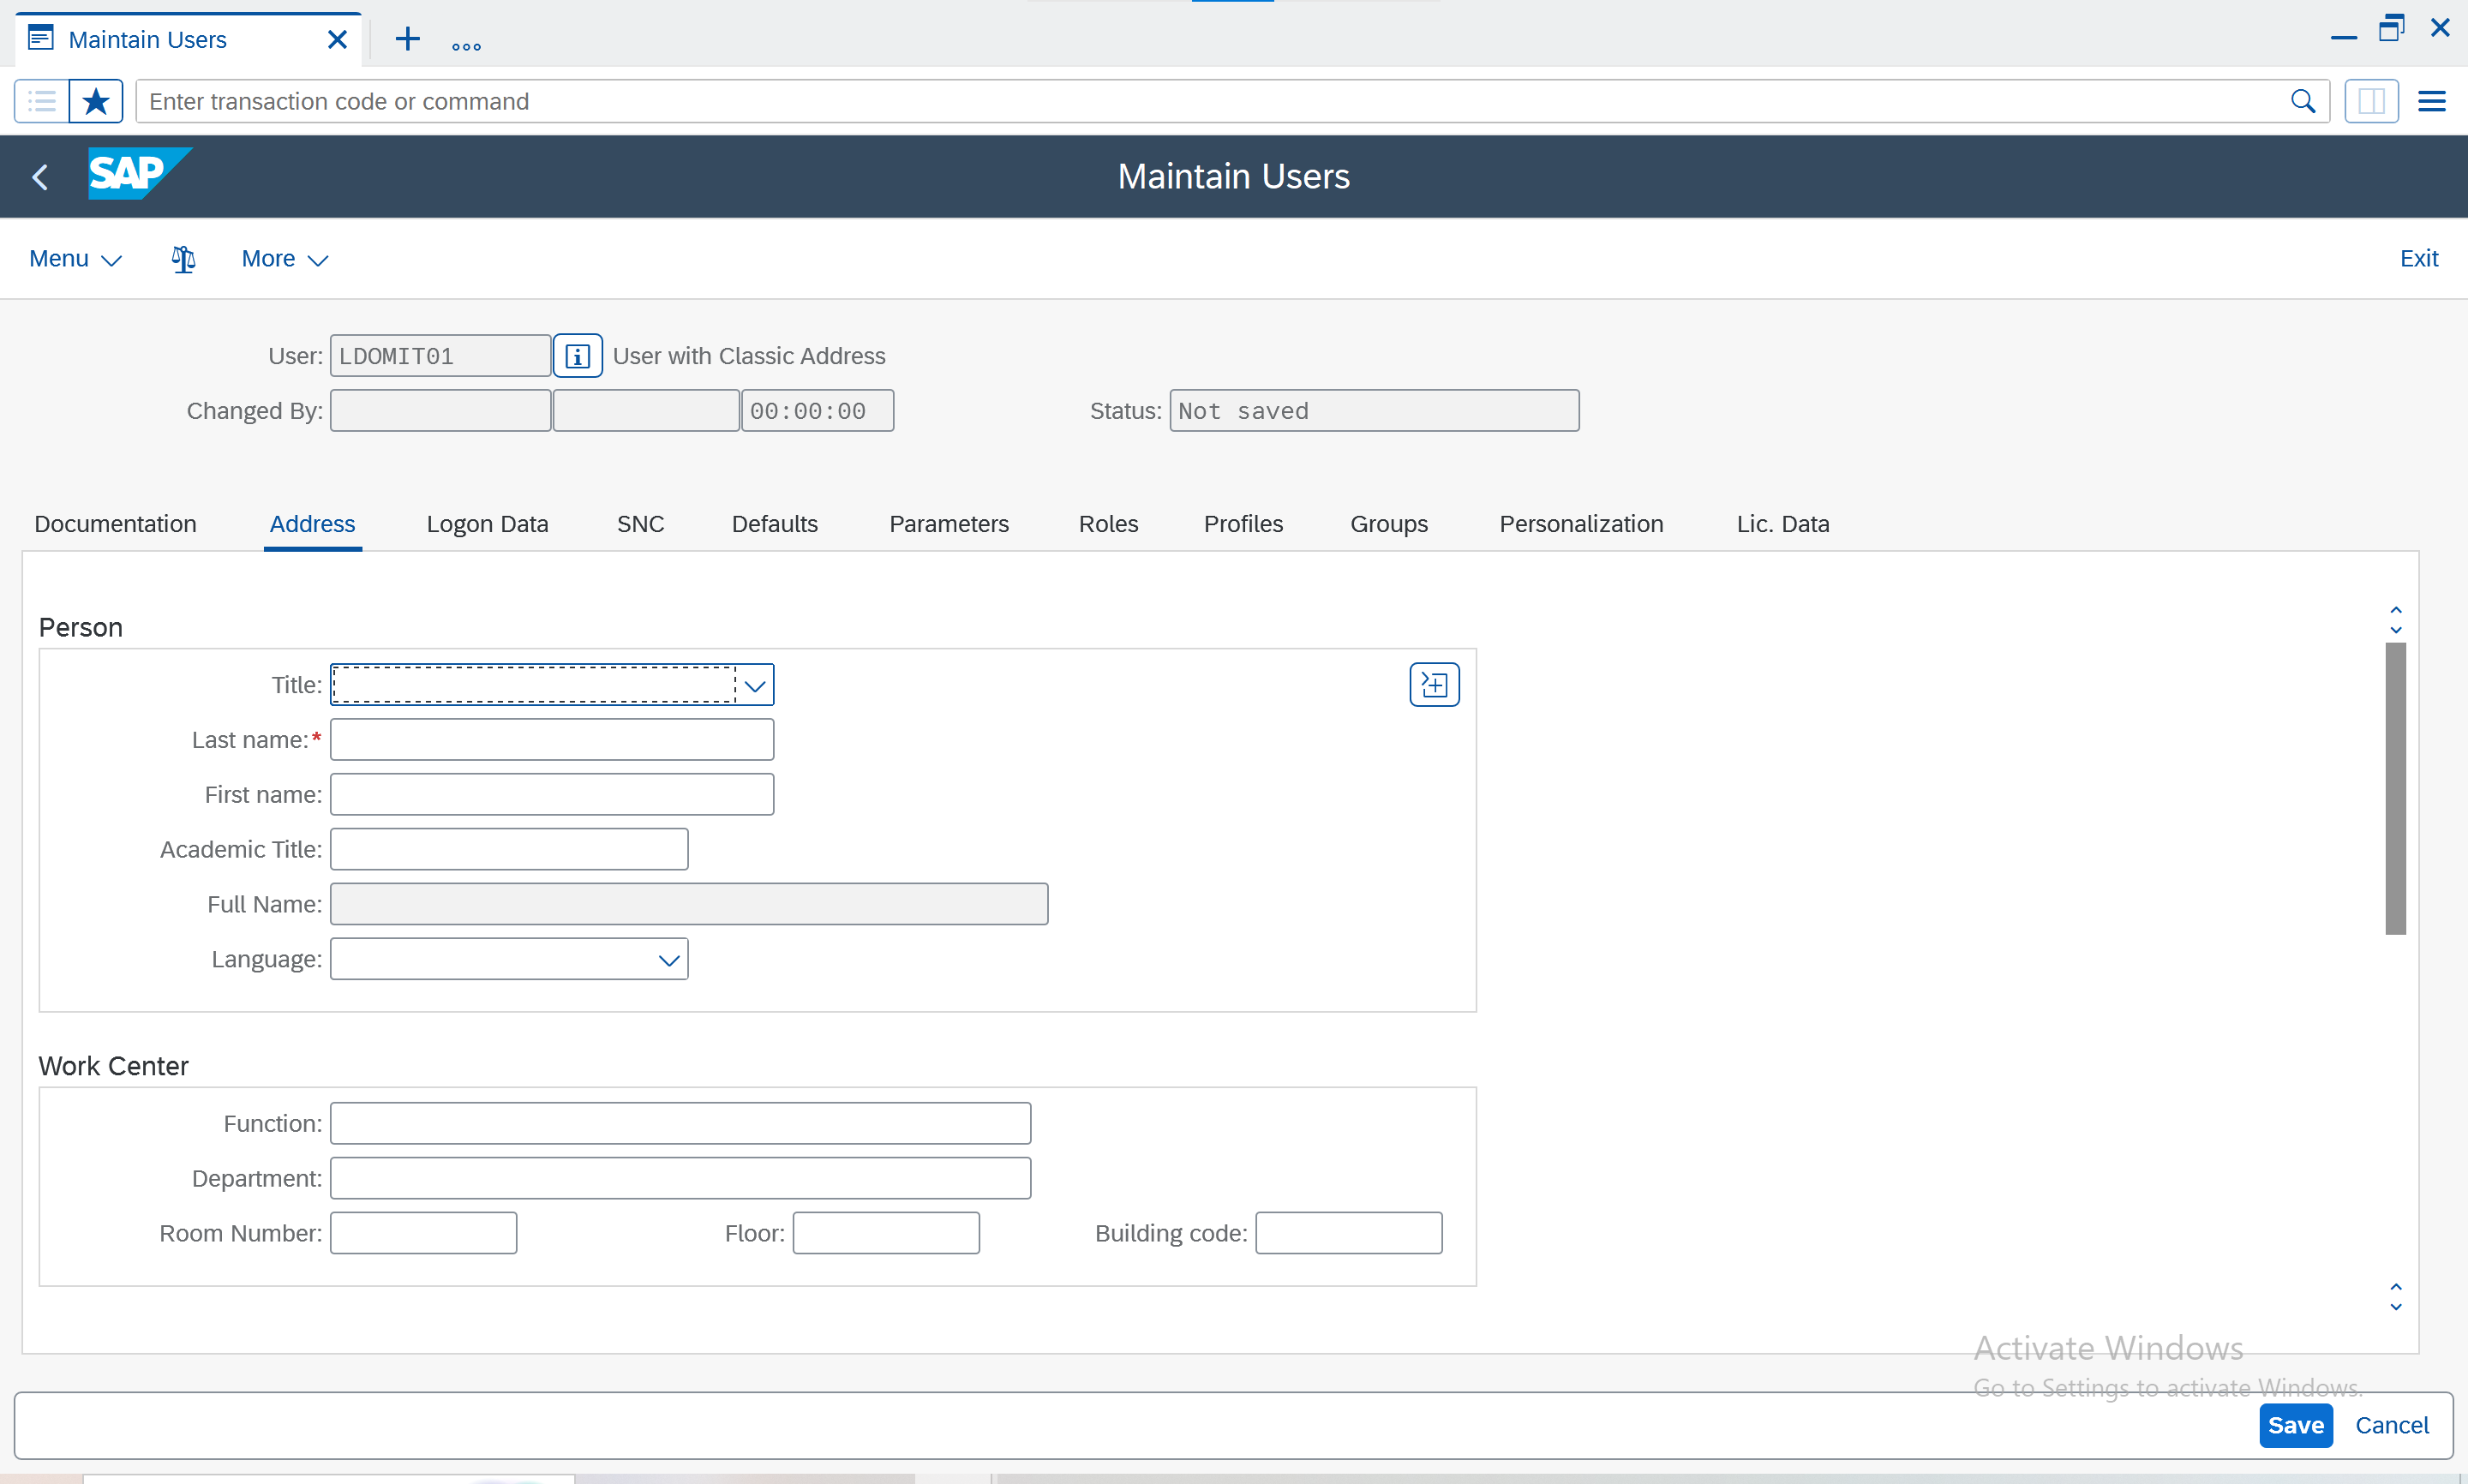 Maintain Users
Enter transaction code or command
SAP
Maintain Users
Menu More Exit
User: LDOMIT01 User with Classic Address
Changed By: 00:00:00 Status: Not saved
Documentation Address Logon Data SNC Defaults Parameters Roles Profiles Groups Personalization Lic. Data
Person
Title:
Last name:*
First name:
Academic Title:
Full Name:
Language:
Work Center
Function:
Department:
Room Number: Floor: Building code:
Activate Windows
Go to Settings to activate Windows.
Save Cancel